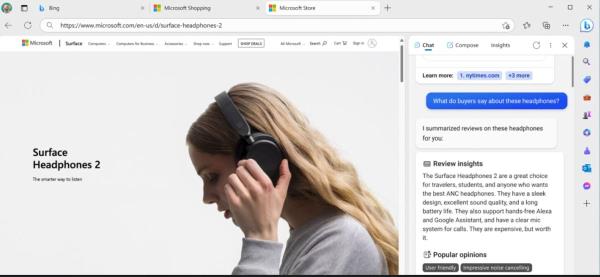 Bing
Microsoft Shopping
Microsoft Store
https://www.microsoft.com/en-us/d/surface-headphones-2
Microsoft Surface Computers Computers for Business Accessories Shop now Support SHOP DEALS All Microsoft Search Cart Sign in
Surface
Headphones 2
The smarter way to listen
Chat Compose Insights
Learn more: 1. nytimes.com +3 more
What do buyers say about these headphones?
I summarized reviews on these headphones
for you:
Review insights
The Surface Headphones 2 are a great choice
for travelers, students, and anyone who wants
the best ANC headphones. They have a sleek
design, excellent sound quality, and a long
battery life. They also support hands-free Alexa
and Google Assistant, and have a clear mic
system for calls. They are expensive, but worth
it.
Popular opinions
User friendly Impressive noise cancelling